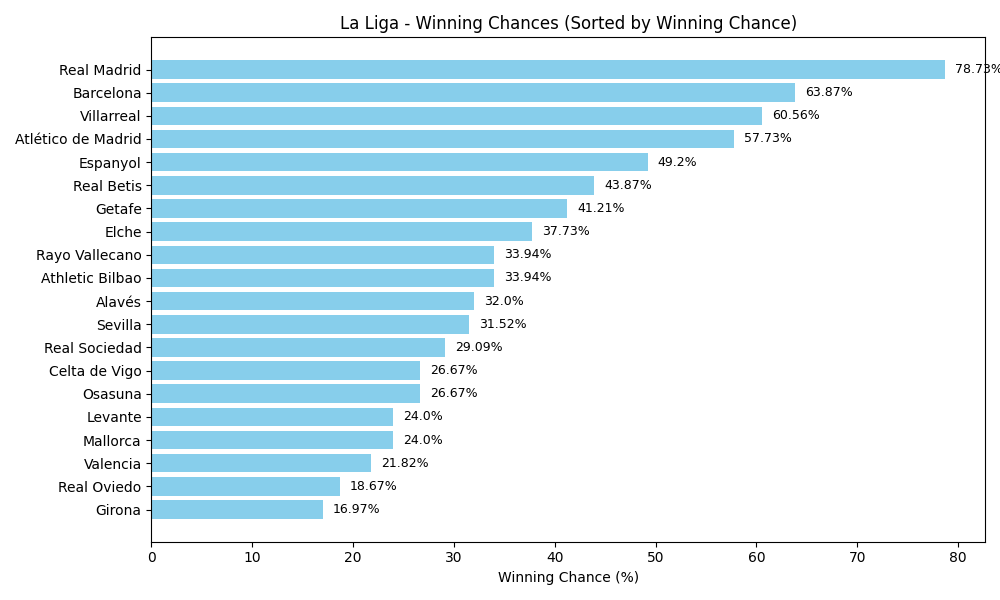 La Liga - Winning Chances (Sorted by Winning Chance)
Real Madrid 78.73%
Barcelona 63.87%
Villarreal 60.56%
Atlético de Madrid 57.73%
Espanyol 49.2%
Real Betis 43.87%
Getafe 41.21%
Elche 37.73%
Rayo Vallecano 33.94%
Athletic Bilbao 33.94%
Alavés 32.0%
Sevilla 31.52%
Real Sociedad 29.09%
Celta de Vigo 26.67%
Osasuna 26.67%
Levante 24.0%
Mallorca 24.0%
Valencia 21.82%
Real Oviedo 18.67%
Girona 16.97%
0 10 20 30 40 50 60 70 80
Winning Chance (%)